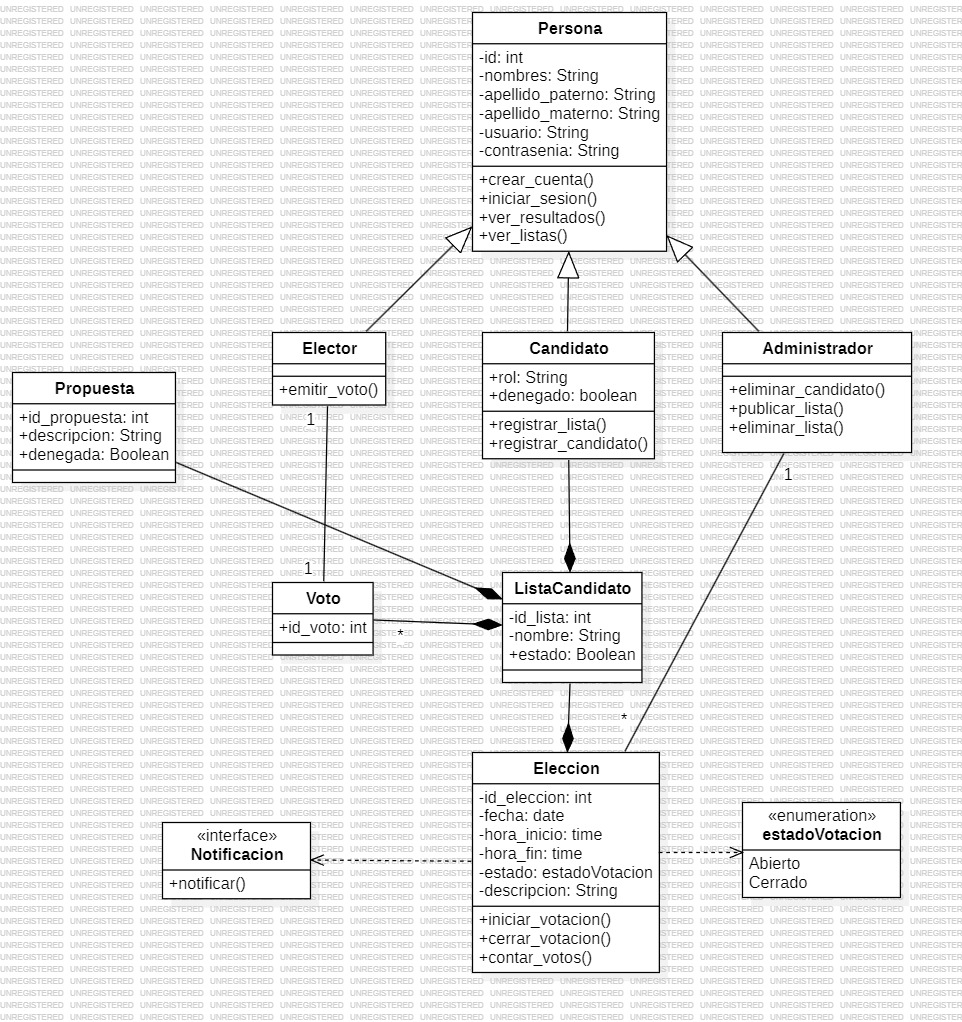 Persona
-id: int
-nombres: String
-apellido_paterno: String
-apellido_materno: String
-usuario: String
-contrasenia: String
+crear_cuenta()
+iniciar_sesion()
+ver_resultados()
+ver_listas()
Elector
+emitir_voto()
1
Candidato
+rol: String
+denegado: boolean
+registrar_lista()
+registrar_candidato()
Administrador
+eliminar_candidato()
+publicar_lista()
+eliminar_lista()
1
Propuesta
+id_propuesta: int
+descripcion: String
+denegada: Boolean
1
Voto
+id_voto: int
*
ListaCandidato
-id_lista: int
-nombre: String
+estado: Boolean
*
Eleccion
-id_eleccion: int
-fecha: date
-hora_inicio: time
-hora_fin: time
-estado: estadoVotacion
-descripcion: String
+iniciar_votacion()
+cerrar_votacion()
+contar_votos()
«interface»
Notificacion
+notificar()
«enumeration»
estadoVotacion
Abierto
Cerrado
UNREGISTERED